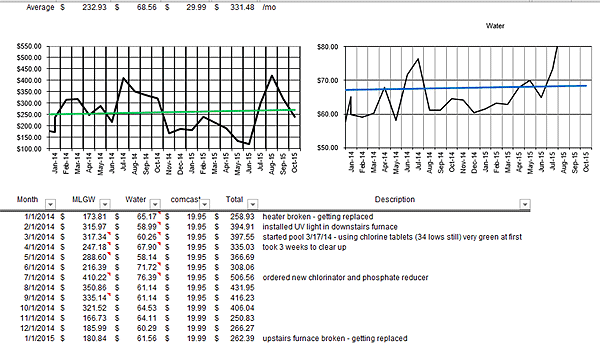 Average $ 232.93 $ 68.56 $ 29.99 $ 331.48 /mo
Water
$550.00
$500.00
$450.00
$400.00
$350.00
$300.00
$250.00
$200.00
$150.00
$100.00
Jan-14 Feb-14 Mar-14 Apr-14 May-14 Jun-14 Jul-14 Aug-14 Sep-14 Oct-14 Nov-14 Dec-14 Jan-15 Feb-15 Mar-15 Apr-15 May-15 Jun-15 Jul-15 Aug-15 Sep-15 Oct-15
$80.00
$70.00
$60.00
$50.00
Jan-14 Feb-14 Mar-14 Apr-14 May-14 Jun-14 Jul-14 Aug-14 Sep-14 Oct-14 Nov-14 Dec-14 Jan-15 Feb-15 Mar-15 Apr-15 May-15 Jun-15 Jul-15 Aug-15 Sep-15 Oct-15
Month MLGW Water comcast Total Description
1/1/2014 $ 173.81 $ 65.17 $ 19.95 $ 258.93 heater broken - getting replaced
2/1/2014 $ 315.97 $ 58.99 $ 19.95 $ 394.91 installed UV light in downstairs furnace
3/1/2014 $ 317.34 $ 60.26 $ 19.95 $ 397.55 started pool 3/17/14 - using chlorine tablets (34 lows still) very green at first
4/1/2014 $ 247.18 $ 67.90 $ 19.95 $ 335.03 took 3 weeks to clear up
5/1/2014 $ 288.60 $ 58.14 $ 19.95 $ 366.69
6/1/2014 $ 216.39 $ 71.72 $ 19.95 $ 308.06
7/1/2014 $ 410.22 $ 76.39 $ 19.95 $ 506.56 ordered new chlorinator and phosphate reducer
8/1/2014 $ 350.86 $ 61.14 $ 19.95 $ 431.95
9/1/2014 $ 335.14 $ 61.14 $ 19.95 $ 416.23
10/1/2014 $ 321.52 $ 64.53 $ 19.99 $ 406.04
11/1/2014 $ 166.73 $ 64.11 $ 19.99 $ 250.83
12/1/2014 $ 185.99 $ 60.29 $ 19.99 $ 266.27
1/1/2015 $ 180.84 $ 61.56 $ 19.99 $ 262.39 upstairs furnace broken - getting replaced